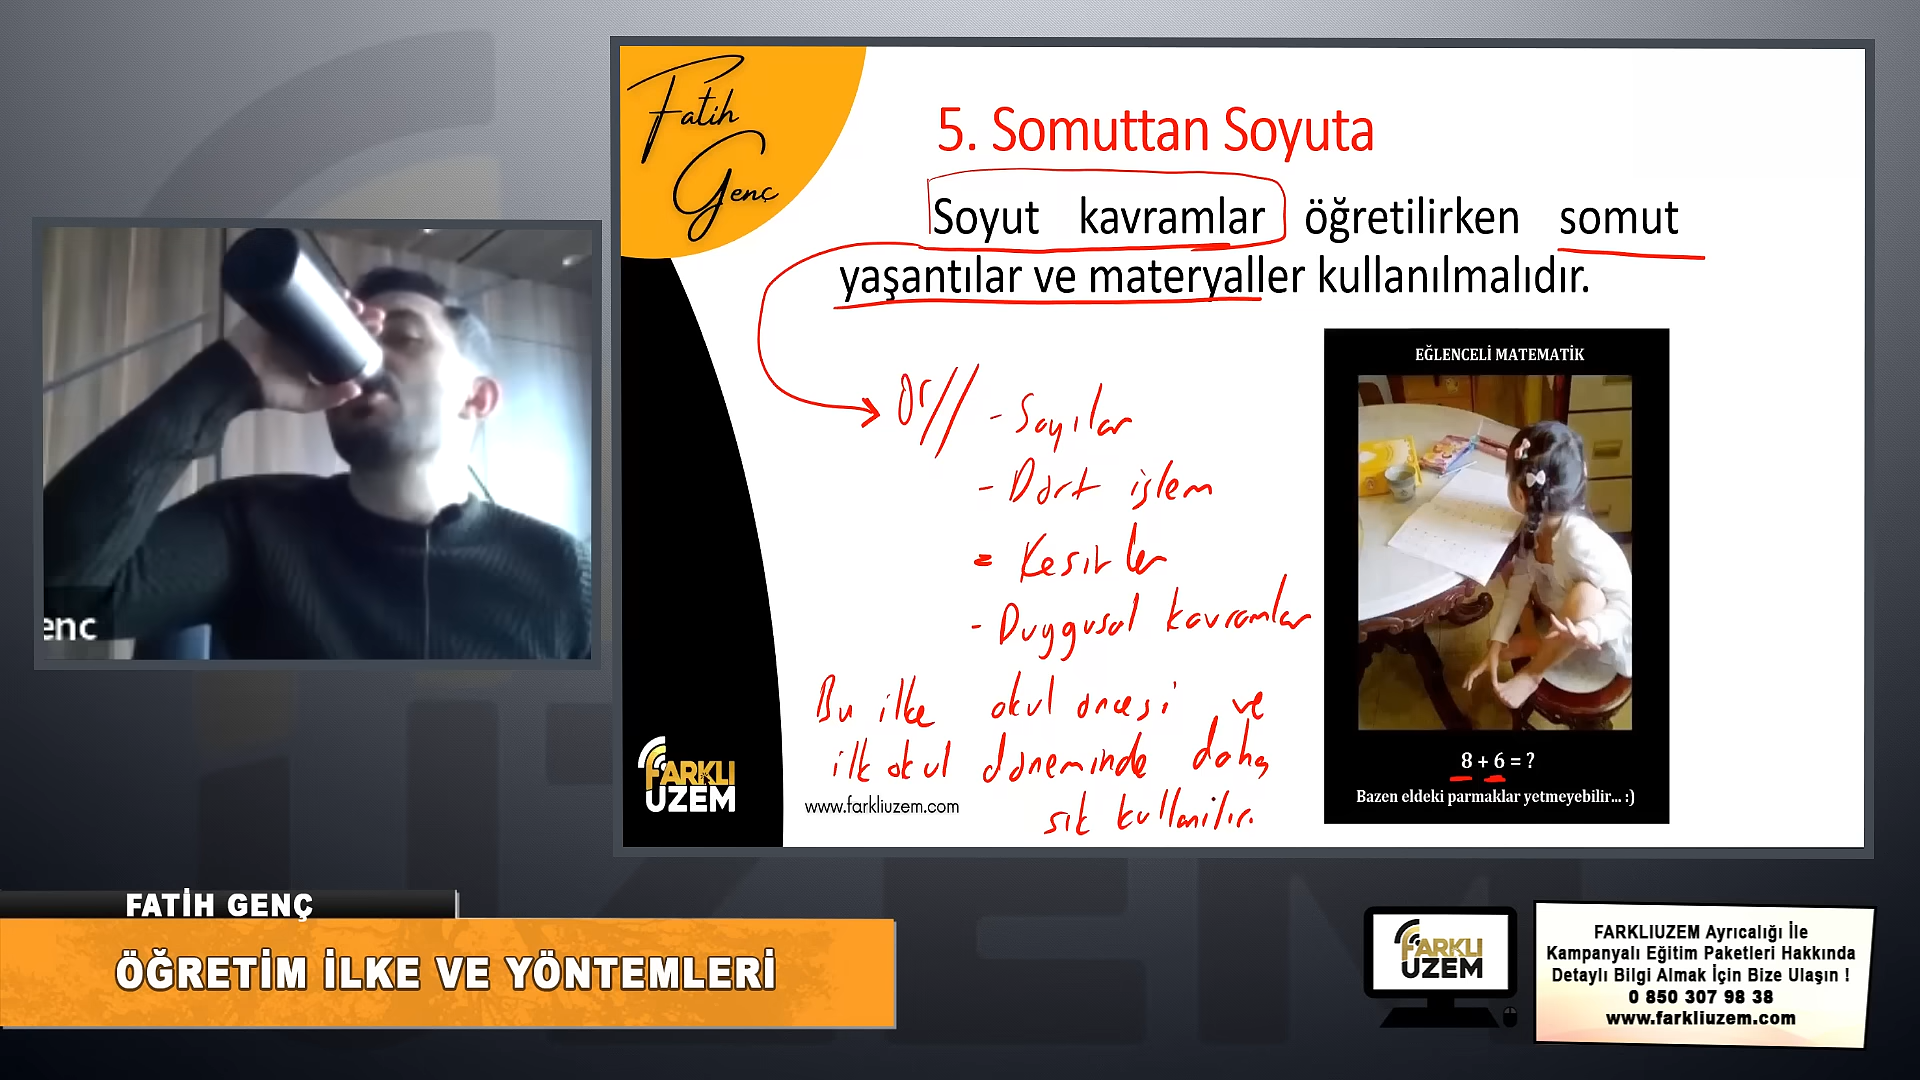 Fatih
Genç
5. Somuttan Soyuta
Soyut kavramlar öğretilirken somut
yaşantılar ve materyaller kullanılmalıdır.
Ör// - Sayılar
- Dört işlem
- Kesirler
- Duygusal kavramlar
Bu ilke okul öncesi ve
ilkokul döneminde daha
sık kullanılır.
EĞLENCELİ MATEMATİK
8 + 6 = ?
Bazen eldeki parmaklar yetmeyebilir... :)
FARKLI
UZEM
www.farkliuzem.com
enc
FATİH GENÇ
ÖĞRETİM İLKE VE YÖNTEMLERİ
FARKLI
UZEM
FARKLIUZEM Ayrıcalığı İle
Kampanyalı Eğitim Paketleri Hakkında
Detaylı Bilgi Almak İçin Bize Ulaşın !
0 850 307 98 38
www.farkliuzem.com